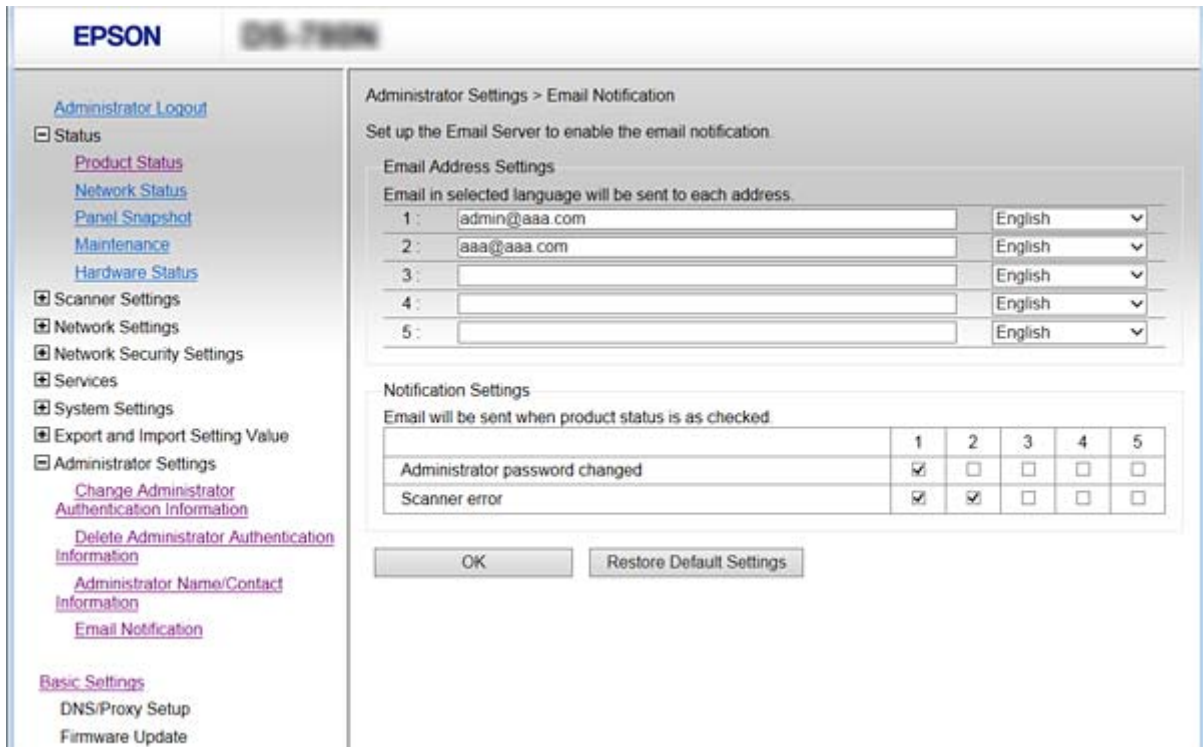 EPSON
Administrator Logout
Status
Product Status
Network Status
Panel Snapshot
Maintenance
Hardware Status
Scanner Settings
Network Settings
Network Security Settings
Services
System Settings
Export and Import Setting Value
Administrator Settings
Change Administrator
Authentication Information
Delete Administrator Authentication
Information
Administrator Name/Contact
Information
Email Notification
Basic Settings
DNS/Proxy Setup
Firmware Update
Administrator Settings > Email Notification
Set up the Email Server to enable the email notification.
Email Address Settings
Email in selected language will be sent to each address.
1 : admin@aaa.com English
2 : aaa@aaa.com English
3 : English
4 : English
5 : English
Notification Settings
Email will be sent when product status is as checked.
1 2 3 4 5
Administrator password changed
Scanner error
OK Restore Default Settings